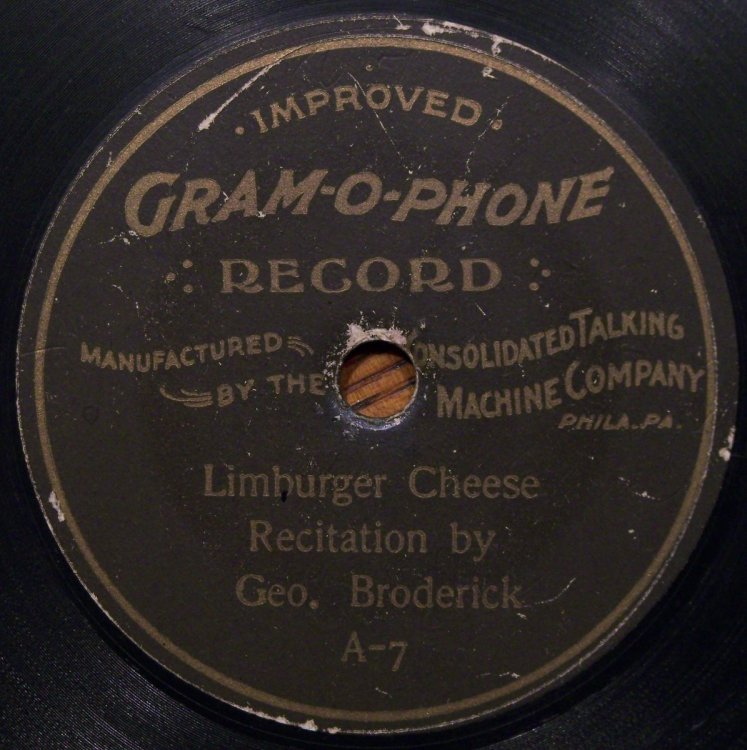 IMPROVED
GRAM-O-PHONE
RECORD
MANUFACTURED
BY THE
CONSOLIDATED TALKING
MACHINE COMPANY
PHILA. PA.
Limburger Cheese
Recitation by
Geo. Broderick
A-7